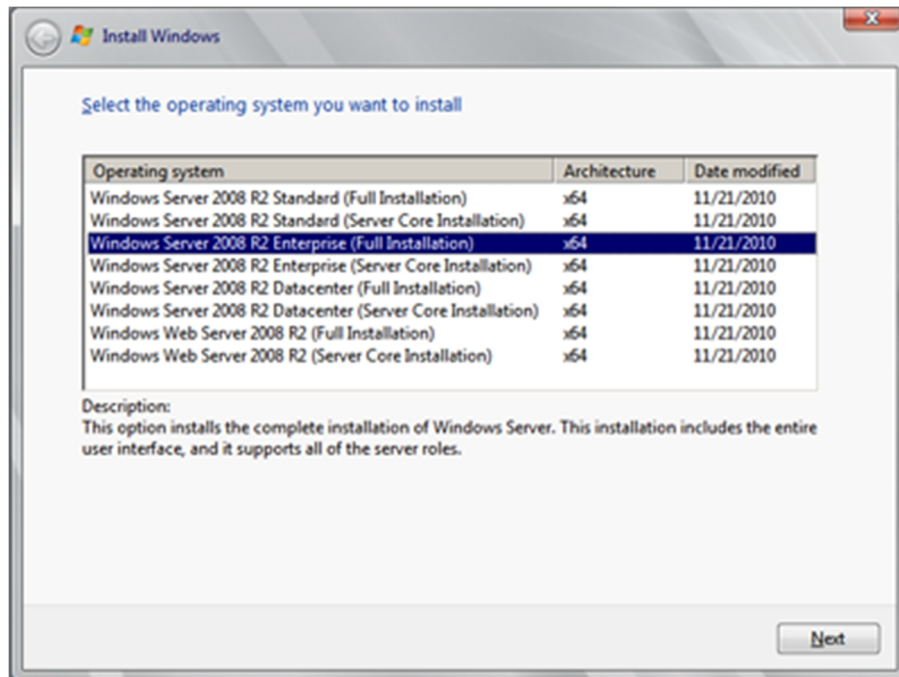 Install Windows
Select the operating system you want to install
Operating system Architecture Date modified
Windows Server 2008 R2 Standard (Full Installation) x64 11/21/2010
Windows Server 2008 R2 Standard (Server Core Installation) x64 11/21/2010
Windows Server 2008 R2 Enterprise (Full Installation) x64 11/21/2010
Windows Server 2008 R2 Enterprise (Server Core Installation) x64 11/21/2010
Windows Server 2008 R2 Datacenter (Full Installation) x64 11/21/2010
Windows Server 2008 R2 Datacenter (Server Core Installation) x64 11/21/2010
Windows Web Server 2008 R2 (Full Installation) x64 11/21/2010
Windows Web Server 2008 R2 (Server Core Installation) x64 11/21/2010
Description:
This option installs the complete installation of Windows Server. This installation includes the entire
user interface, and it supports all of the server roles.
Next